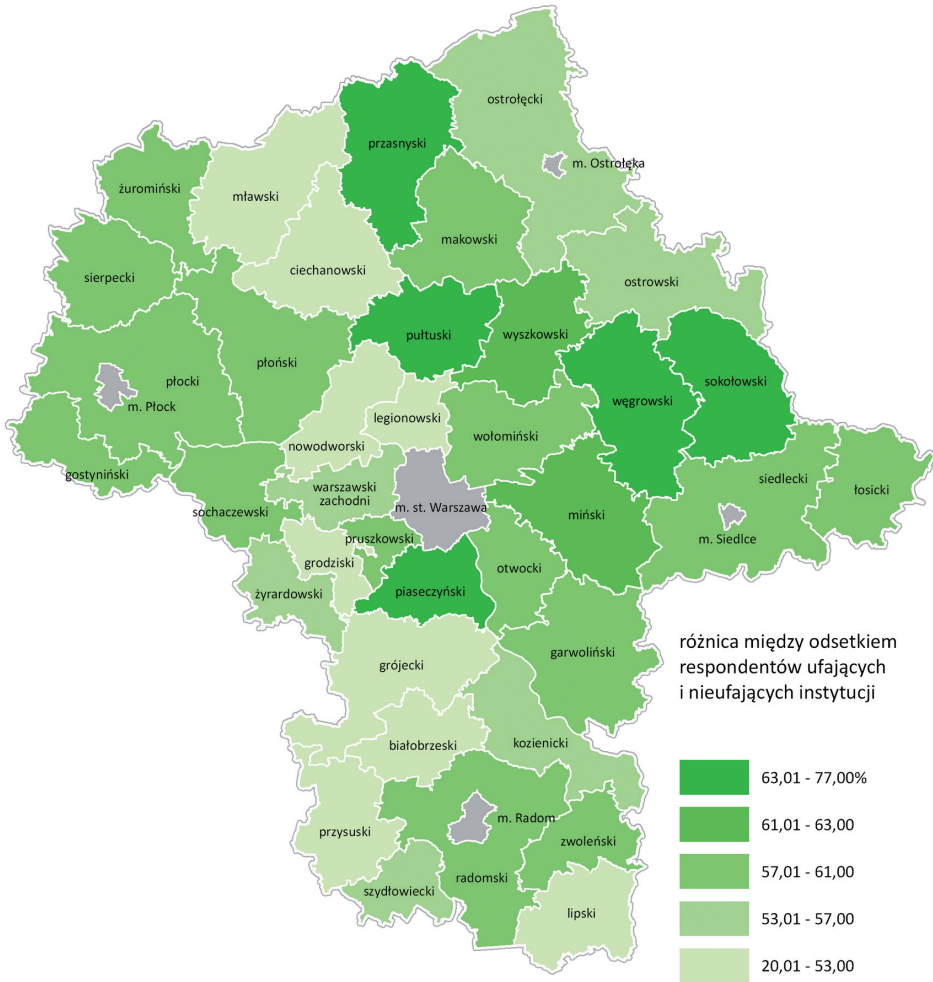 ostrołęcki
przasnyski
m. Ostrołęka
żuromiński
mławski
makowski
ciechanowski
sierpecki
ostrowski
pułtuski
wyszkowski
płoński
płocki
sokołowski
węgrowski
m. Płock
legionowski
wołomiński
nowodworski
gostyniński
siedlecki
łosicki
warszawski
zachodni
sochaczewski
m. st. Warszawa
miński
m. Siedlce
pruszkowski
grodziski
otwocki
żyrardowski
piaseczyński
garwoliński
grójecki
różnica między odsetkiem
respondentów ufających
i nieufających instytucji
białobrzeski
kozienicki
63,01 - 77,00%
m. Radom
61,01 - 63,00
przysuski
zwoleński
57,01 - 61,00
radomski
szydłowiecki
lipski
53,01 - 57,00
20,01 - 53,00